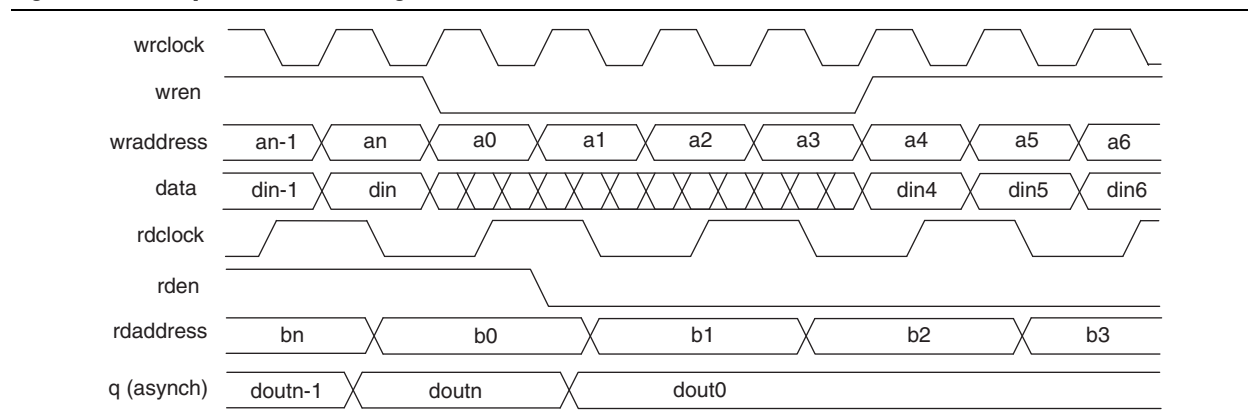 wrclock
wren
wraddress an-1 an a0 a1 a2 a3 a4 a5 a6
data din-1 din din4 din5 din6
rdclock
rden
rdaddress bn b0 b1 b2 b3
q (asynch) doutn-1 doutn dout0